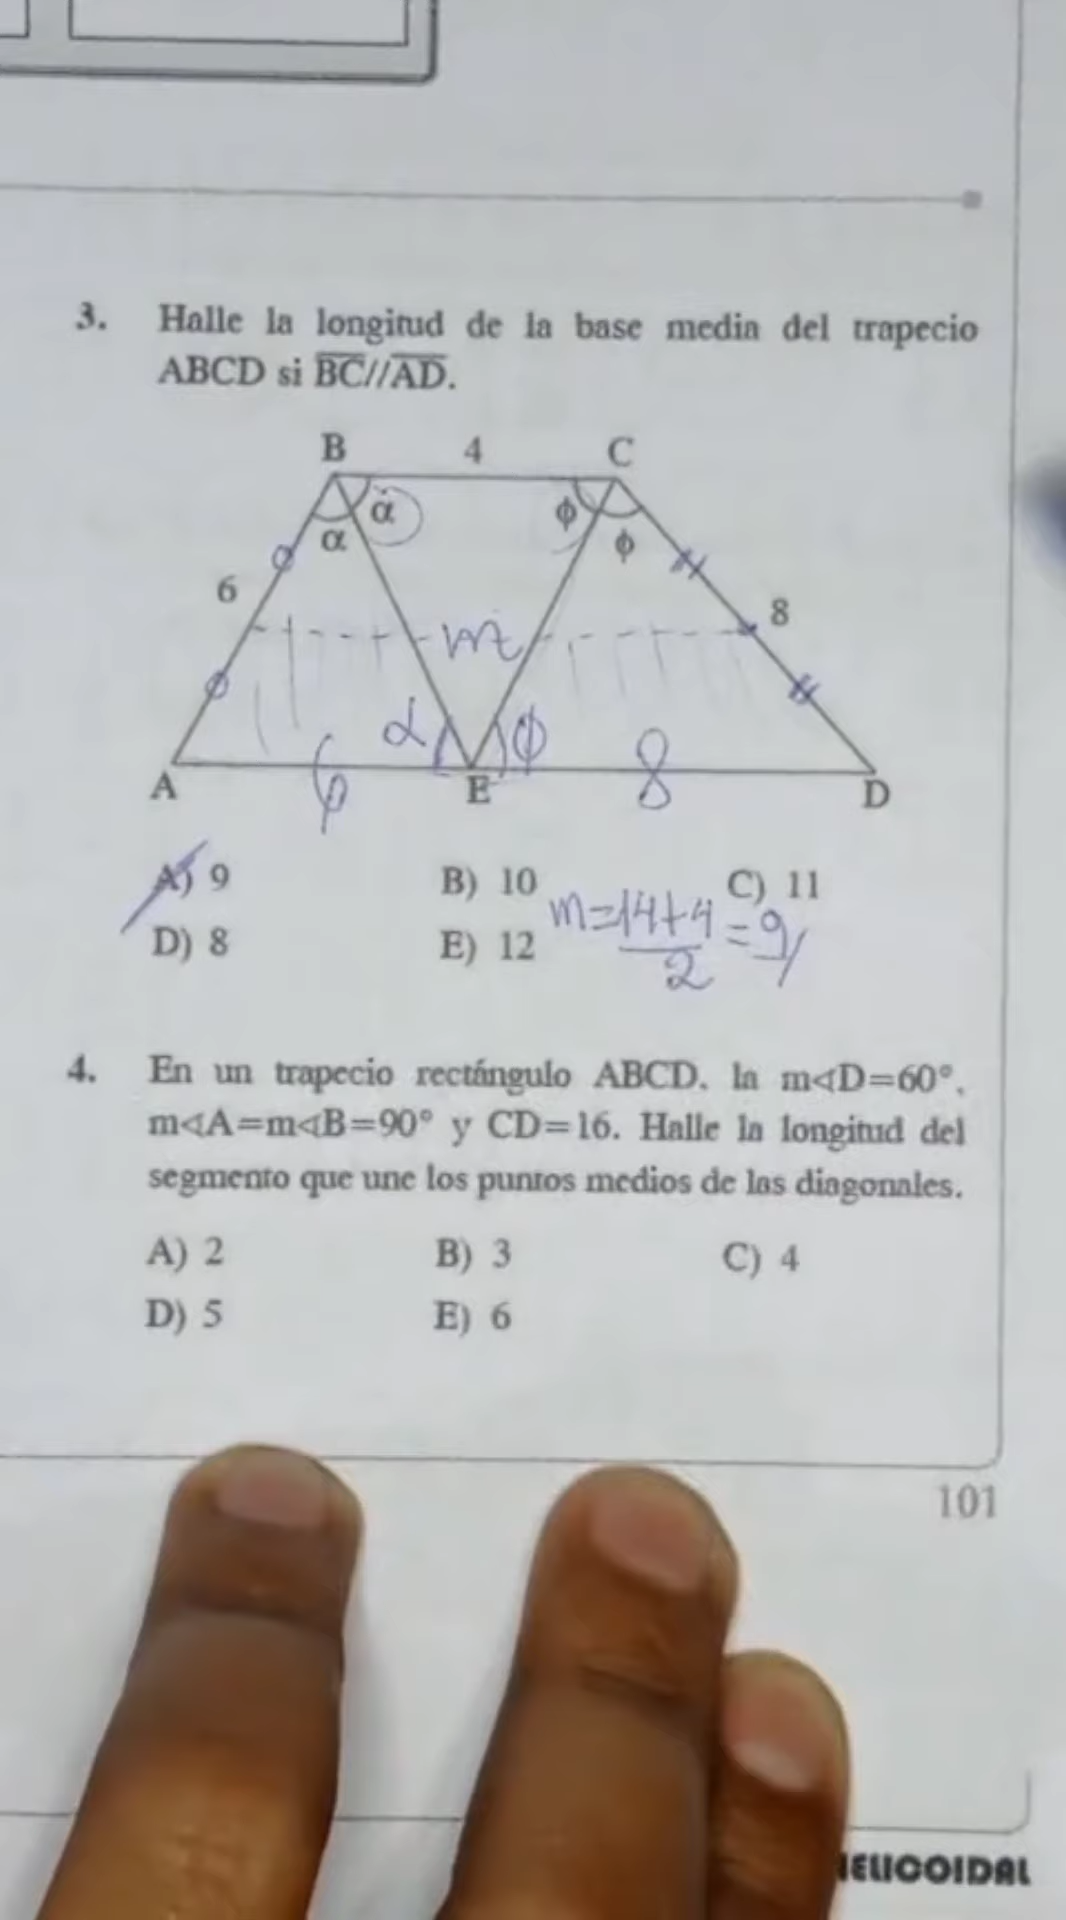 3. Halle la longitud de la base media del trapecio
ABCD si BC//AD.
B 4 C
α α ϕ ϕ
6 8
m
α ϕ
6 8
A E D
A) 9 B) 10 C) 11
D) 8 E) 12
m=14+4/2=9
4. En un trapecio rectángulo ABCD, la m∢D=60°,
m∢A=m∢B=90° y CD=16. Halle la longitud del
segmento que une los puntos medios de las diagonales.
A) 2 B) 3 C) 4
D) 5 E) 6
101
ELICOIDAL